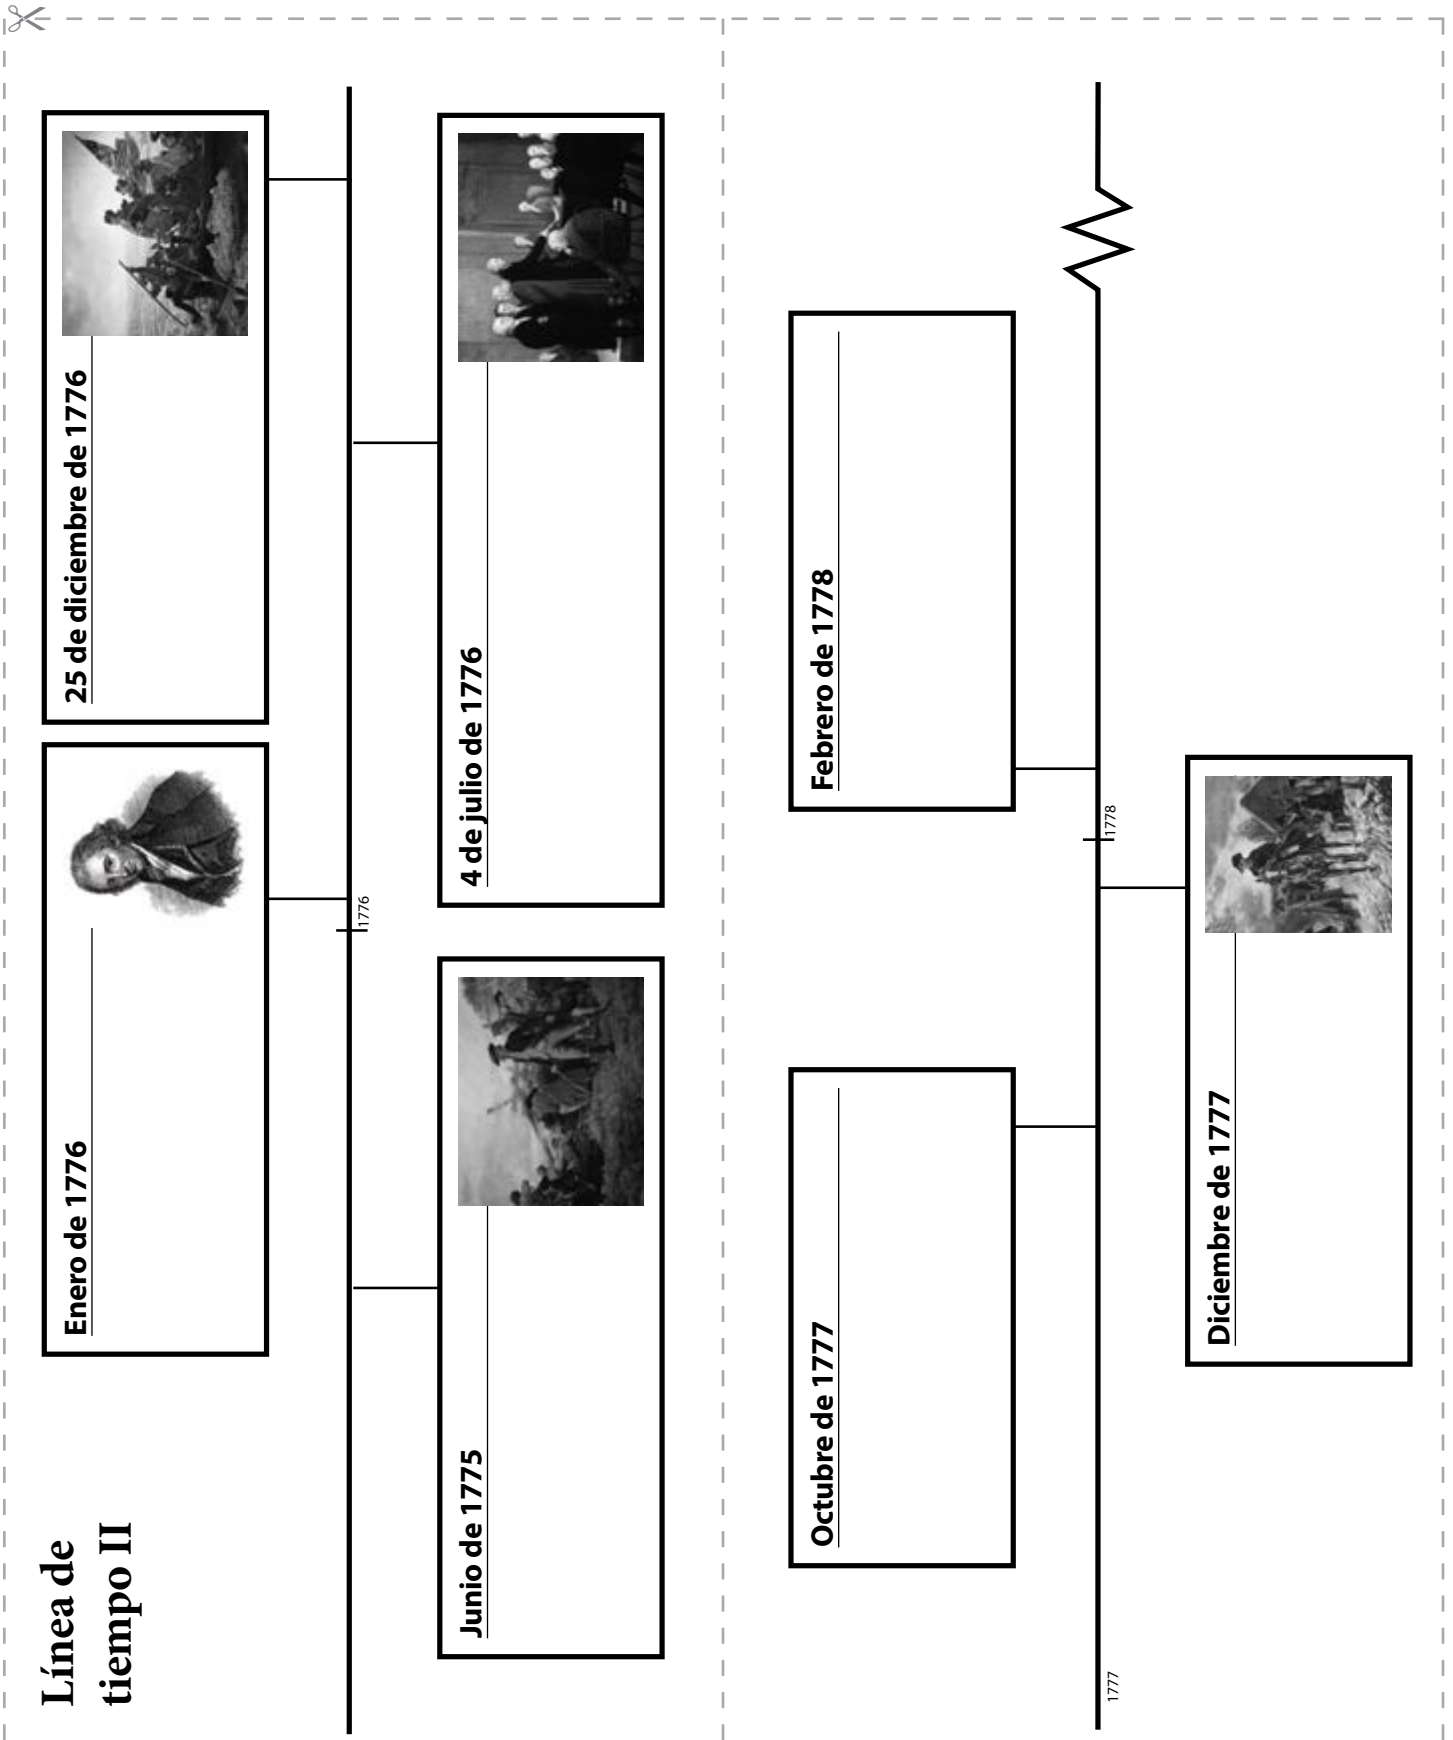 Línea de
tiempo II
Enero de 1776
25 de diciembre de 1776
1776
Junio de 1775
4 de julio de 1776
Octubre de 1777
Febrero de 1778
1777
1778
Diciembre de 1777